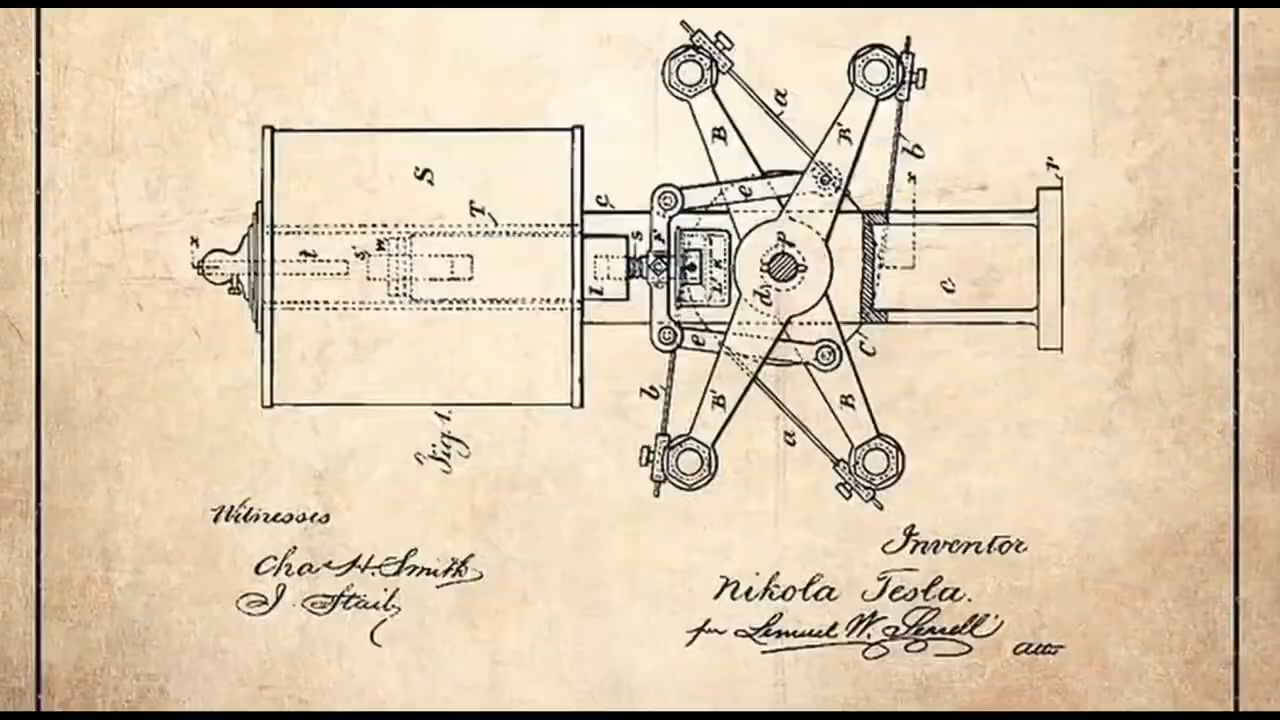 x
t
S'
w
T
S
C
I
S
F
a
B
B'
b
x
r
e
p
d
K
L
C
C'
e
b
B'
B
a
Fig. 1.
Witnesses
Chas H. Smith
J. Stail
Inventor
Nikola Tesla.
per Lemuel W. Serrell
atty